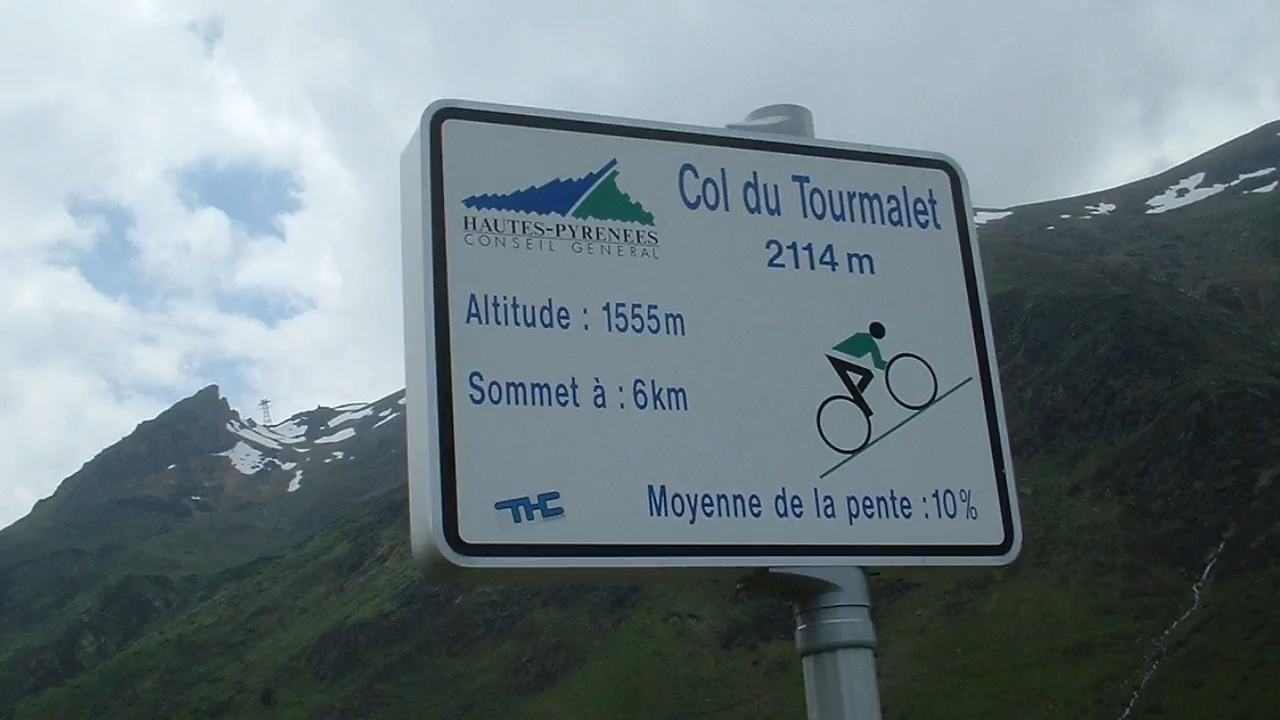 HAUTES-PYRENEES
CONSEIL GENERAL
Col du Tourmalet
2114 m
Altitude : 1555m
Sommet à : 6km
THC
Moyenne de la pente : 10%